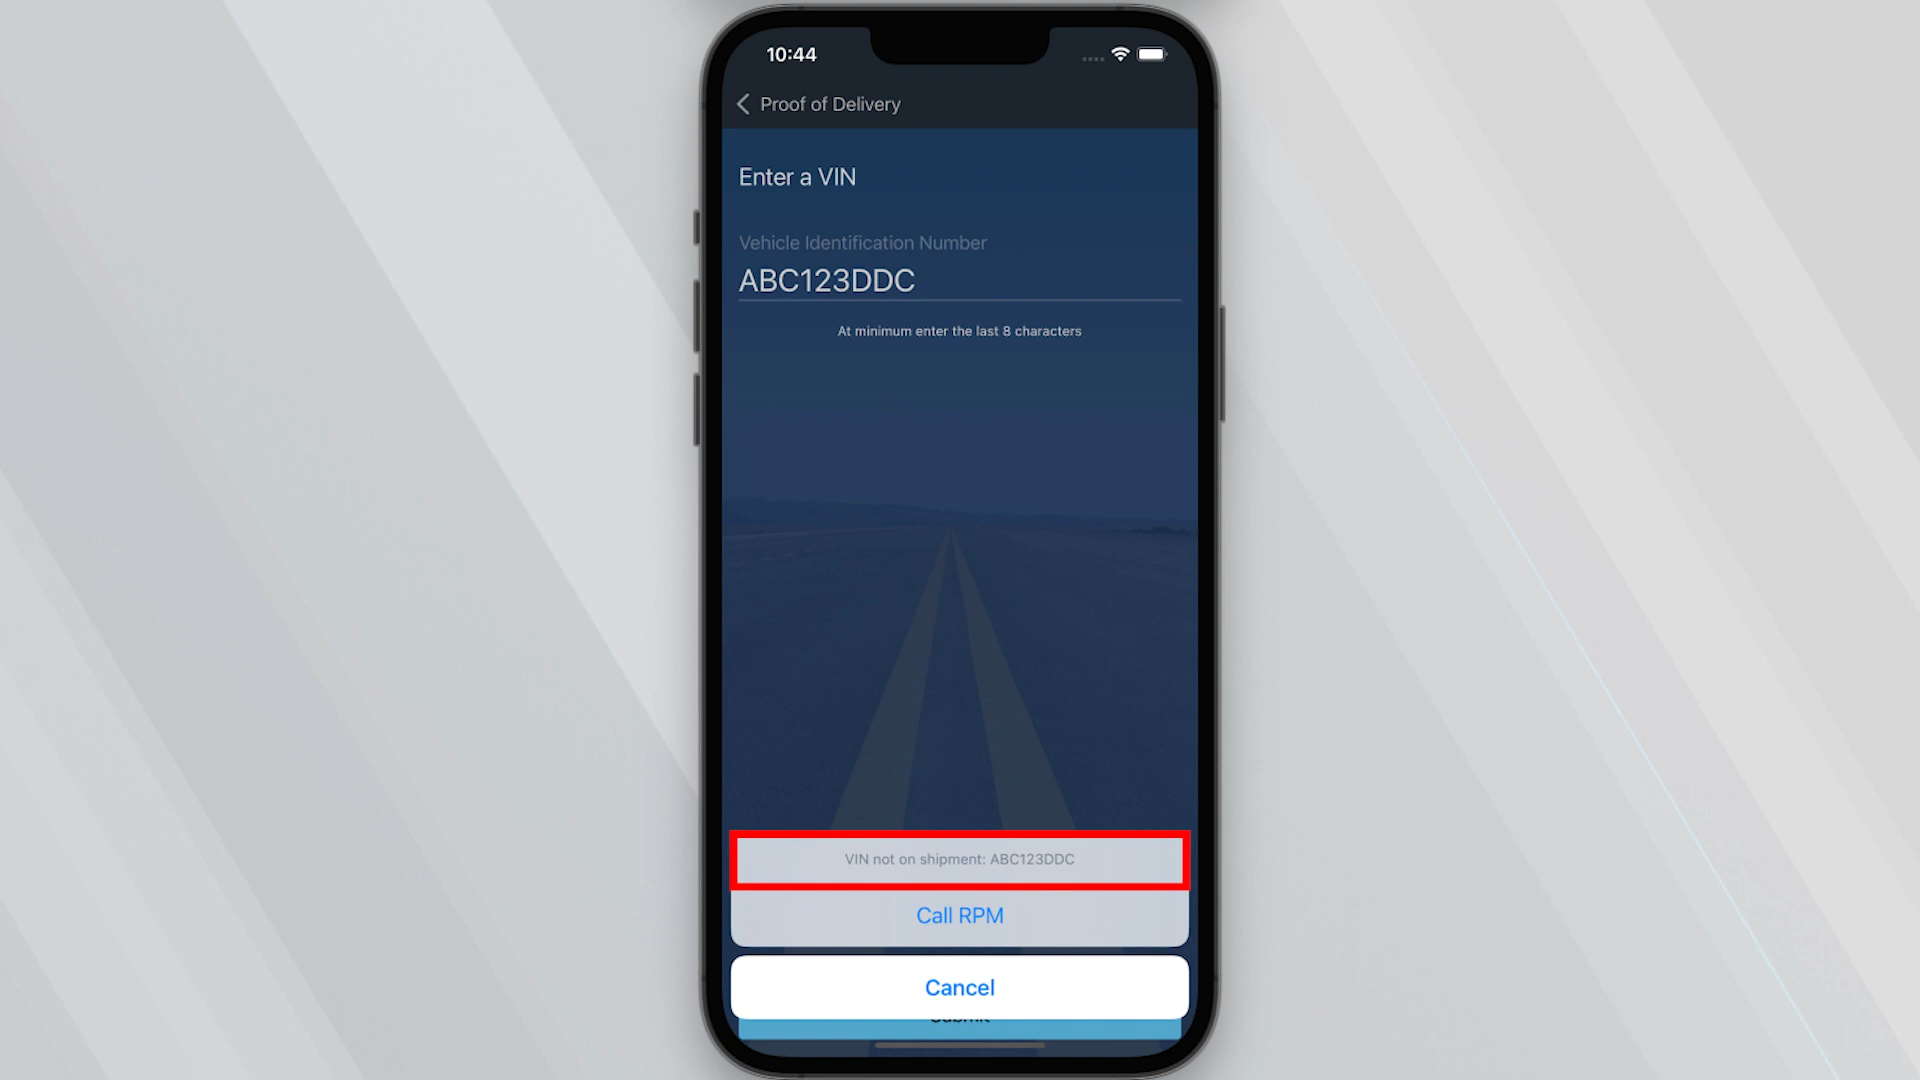 10:44
Proof of Delivery
Enter a VIN
Vehicle Identification Number
ABC123DDC
At minimum enter the last 8 characters
VIN not on shipment: ABC123DDC
Call RPM
Cancel
Submit